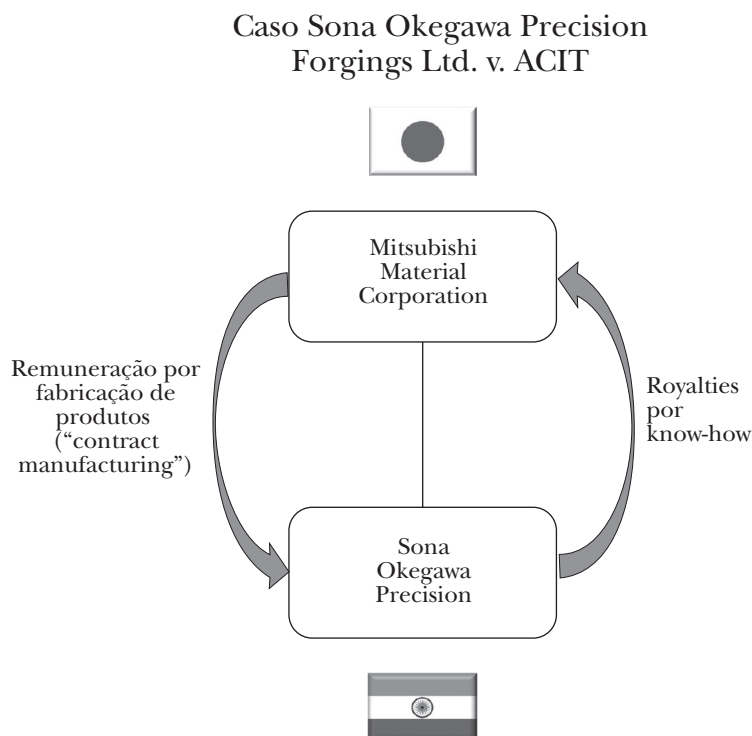 Caso Sona Okegawa Precision
Forgings Ltd. v. ACIT
Mitsubishi
Material
Corporation
Remuneração por
fabricação de
produtos
(“contract
manufacturing”)
Royalties
por
know-how
Sona
Okegawa
Precision